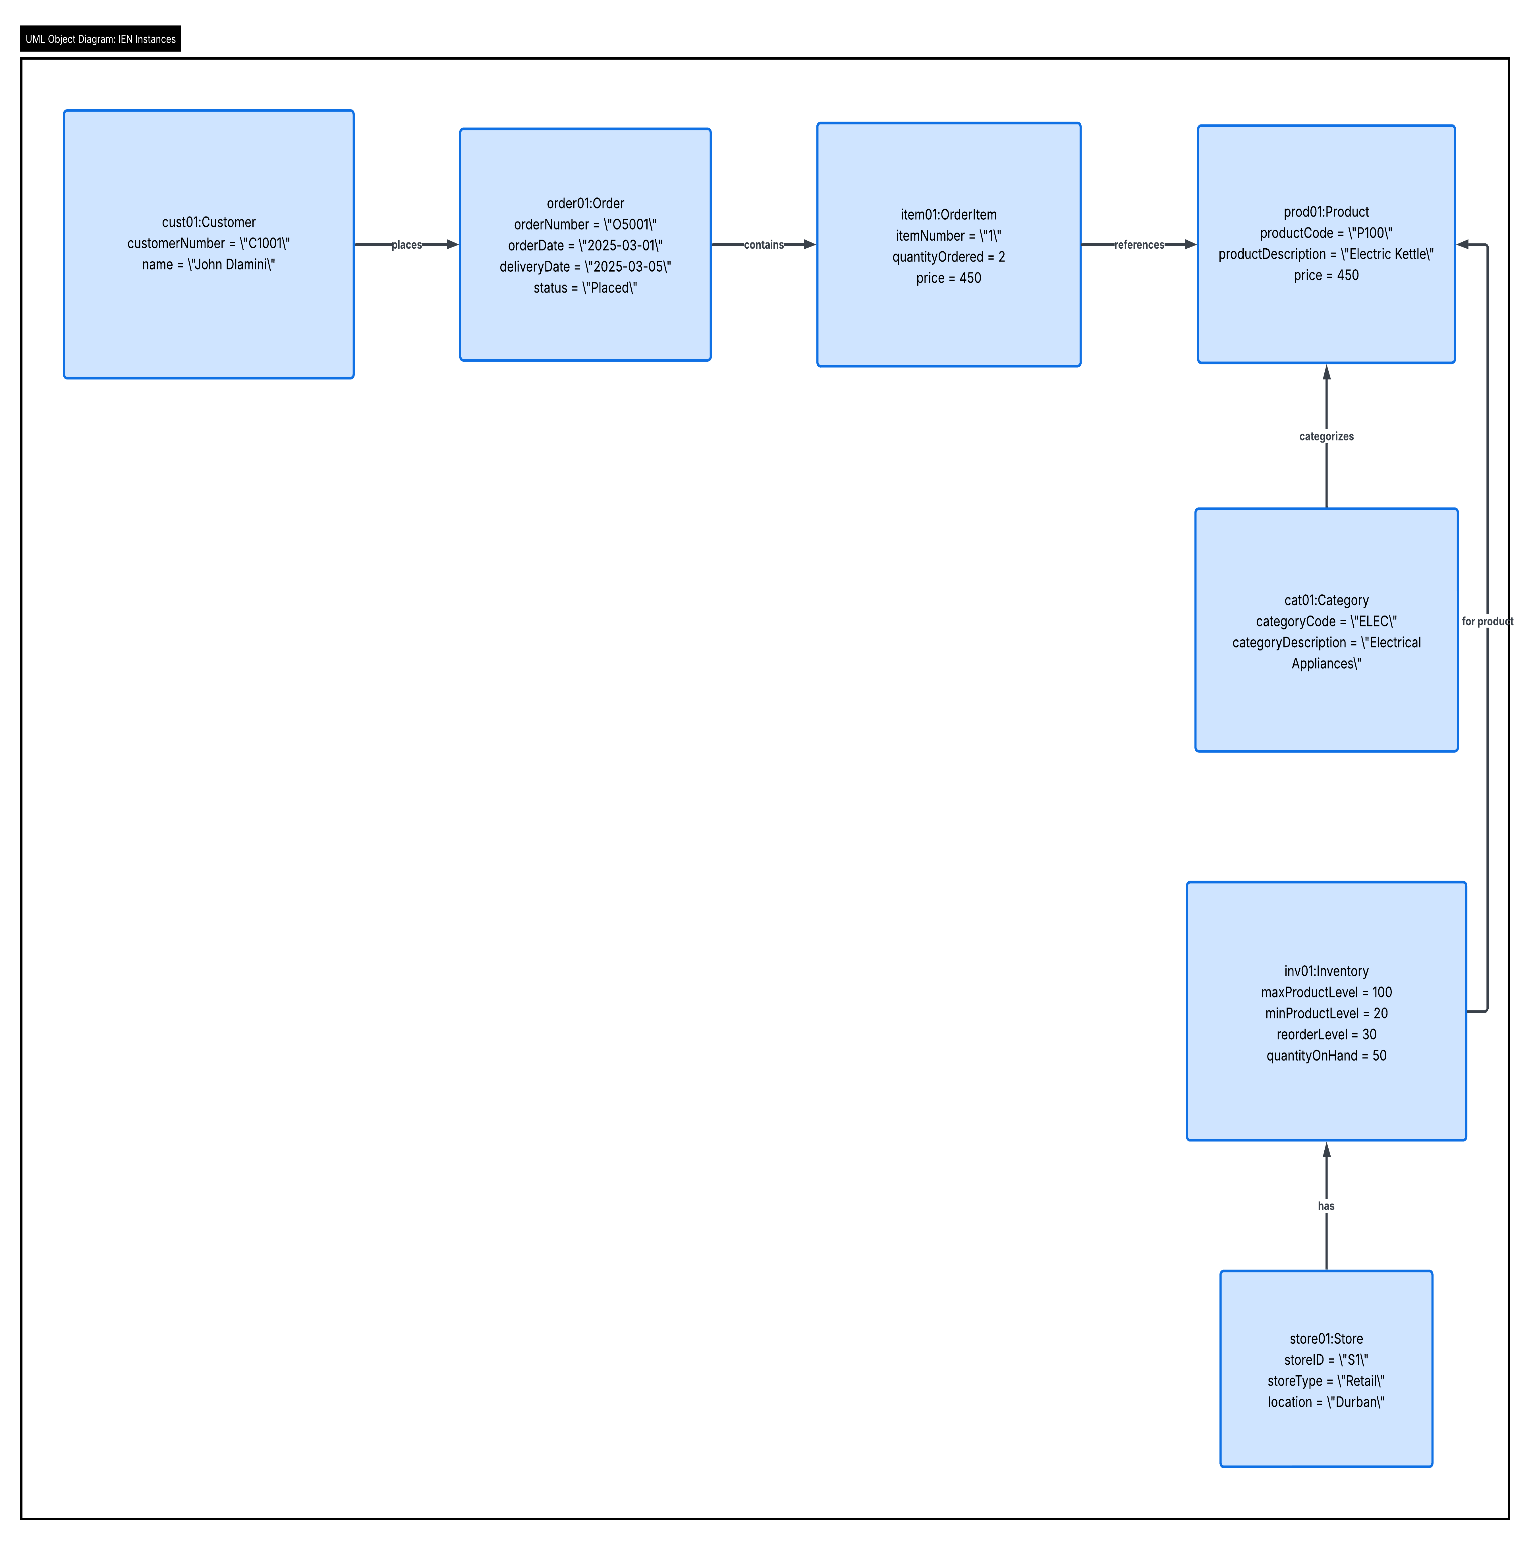 UML Object Diagram: IEN Instances
cust01:Customer
customerNumber = \"C1001\"
name = \"John Dlamini\"
places
order01:Order
orderNumber = \"O5001\"
orderDate = \"2025-03-01\"
deliveryDate = \"2025-03-05\"
status = \"Placed\"
contains
item01:OrderItem
itemNumber = \"1\"
quantityOrdered = 2
price = 450
references
prod01:Product
productCode = \"P100\"
productDescription = \"Electric Kettle\"
price = 450
categorizes
cat01:Category
categoryCode = \"ELEC\"
categoryDescription = \"Electrical
Appliances\"
for product
inv01:Inventory
maxProductLevel = 100
minProductLevel = 20
reorderLevel = 30
quantityOnHand = 50
has
store01:Store
storeID = \"S1\"
storeType = \"Retail\"
location = \"Durban\"